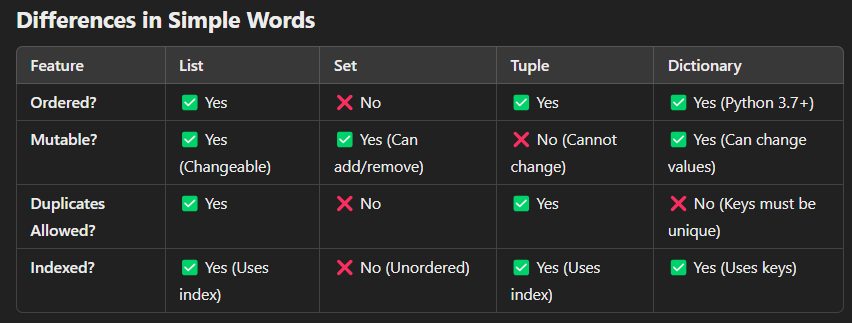 Differences in Simple Words
Feature List Set Tuple Dictionary
Ordered? ✅ Yes ❌ No ✅ Yes ✅ Yes (Python 3.7+)
Mutable? ✅ Yes ✅ Yes (Can ❌ No (Cannot ✅ Yes (Can change
(Changeable) add/remove) change) values)
Duplicates ✅ Yes ❌ No ✅ Yes ❌ No (Keys must be
Allowed? unique)
Indexed? ✅ Yes (Uses ❌ No (Unordered) ✅ Yes (Uses ✅ Yes (Uses keys)
index) index)